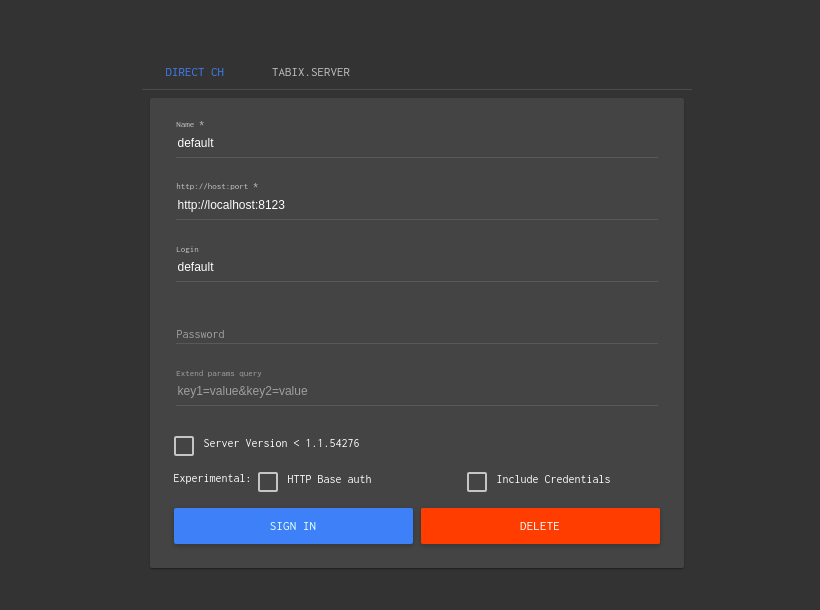 DIRECT CH TABIX.SERVER
Name *
default
http://host:port *
http://localhost:8123
Login
default
Password
Extend params query
key1=value&key2=value
Server Version < 1.1.54276
Experimental: HTTP Base auth Include Credentials
SIGN IN DELETE